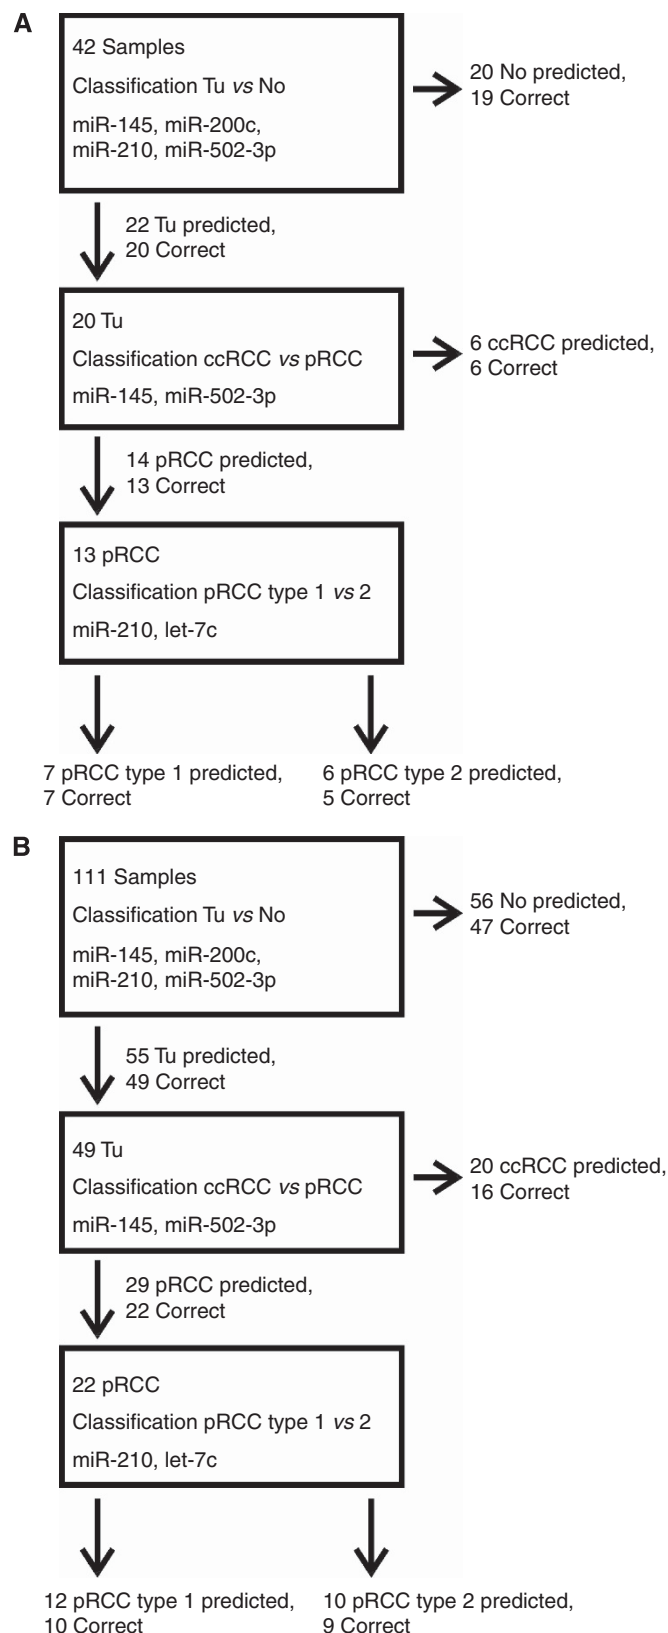 A
42 Samples
Classification Tu vs No
miR-145, miR-200c,
miR-210, miR-502-3p
20 No predicted,
19 Correct
22 Tu predicted,
20 Correct
20 Tu
Classification ccRCC vs pRCC
miR-145, miR-502-3p
6 ccRCC predicted,
6 Correct
14 pRCC predicted,
13 Correct
13 pRCC
Classification pRCC type 1 vs 2
miR-210, let-7c
7 pRCC type 1 predicted,
7 Correct
6 pRCC type 2 predicted,
5 Correct
B
111 Samples
Classification Tu vs No
miR-145, miR-200c,
miR-210, miR-502-3p
56 No predicted,
47 Correct
55 Tu predicted,
49 Correct
49 Tu
Classification ccRCC vs pRCC
miR-145, miR-502-3p
20 ccRCC predicted,
16 Correct
29 pRCC predicted,
22 Correct
22 pRCC
Classification pRCC type 1 vs 2
miR-210, let-7c
12 pRCC type 1 predicted,
10 Correct
10 pRCC type 2 predicted,
9 Correct